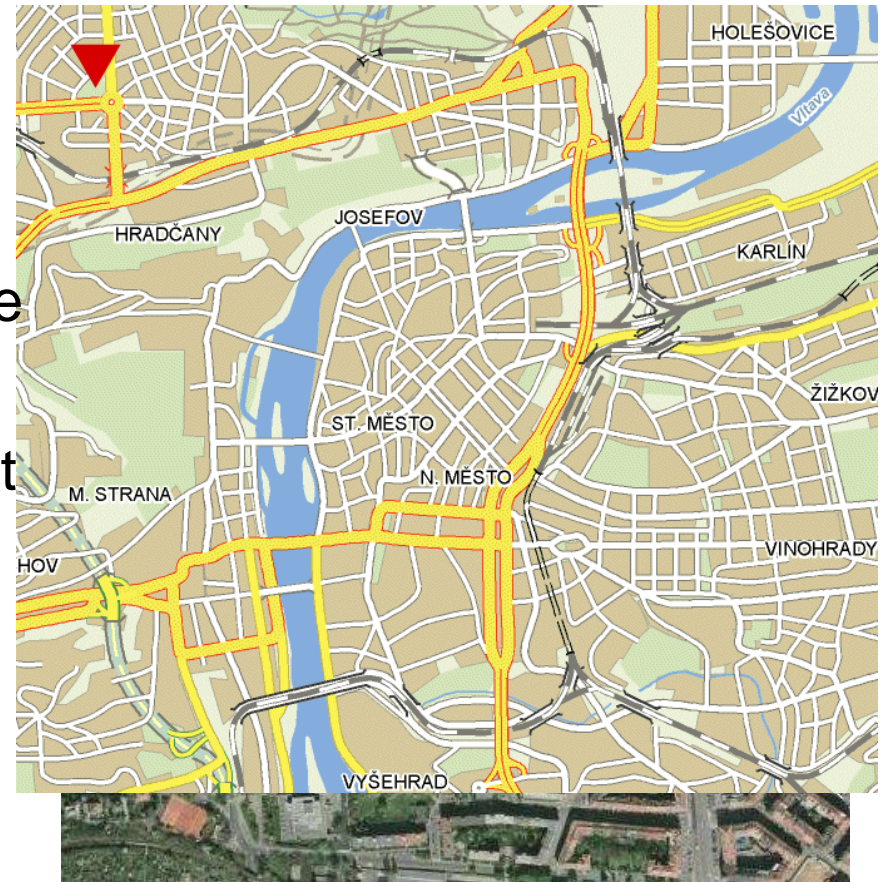 HOLEŠOVICE
Vltava
JOSEFOV
HRADČANY
KARLÍN
e
ŽIŽKOV
ST. MĚSTO
t
N. MĚSTO
M. STRANA
HOV
VINOHRADY
VYŠEHRAD